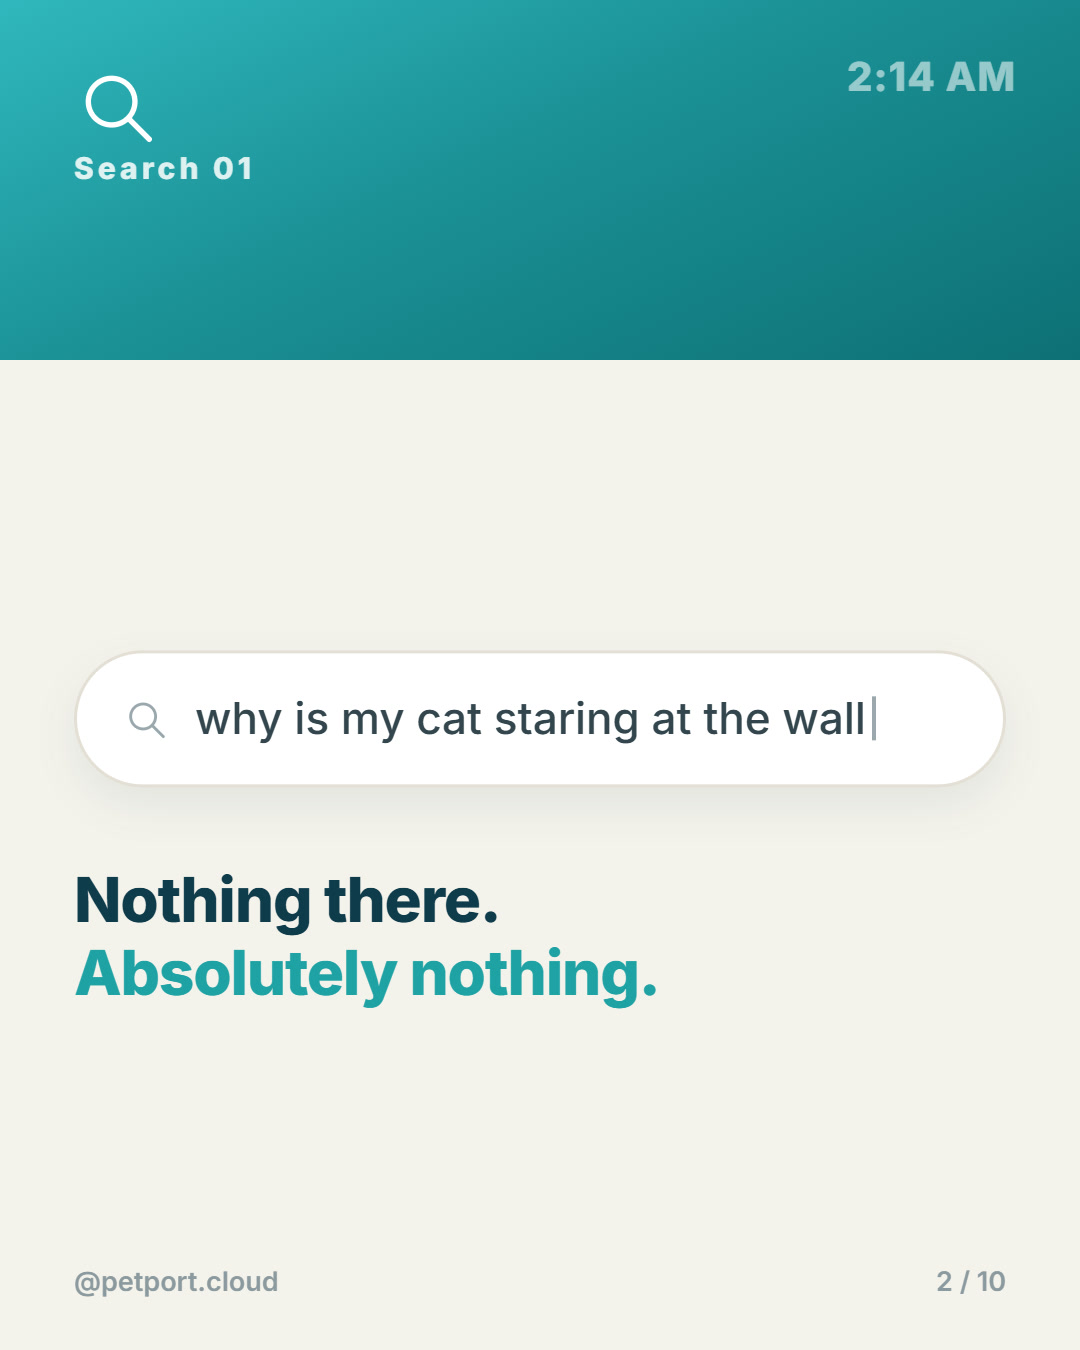 2:14 AM
Search 01
why is my cat staring at the wall
Nothing there.
Absolutely nothing.
@petport.cloud
2 / 10